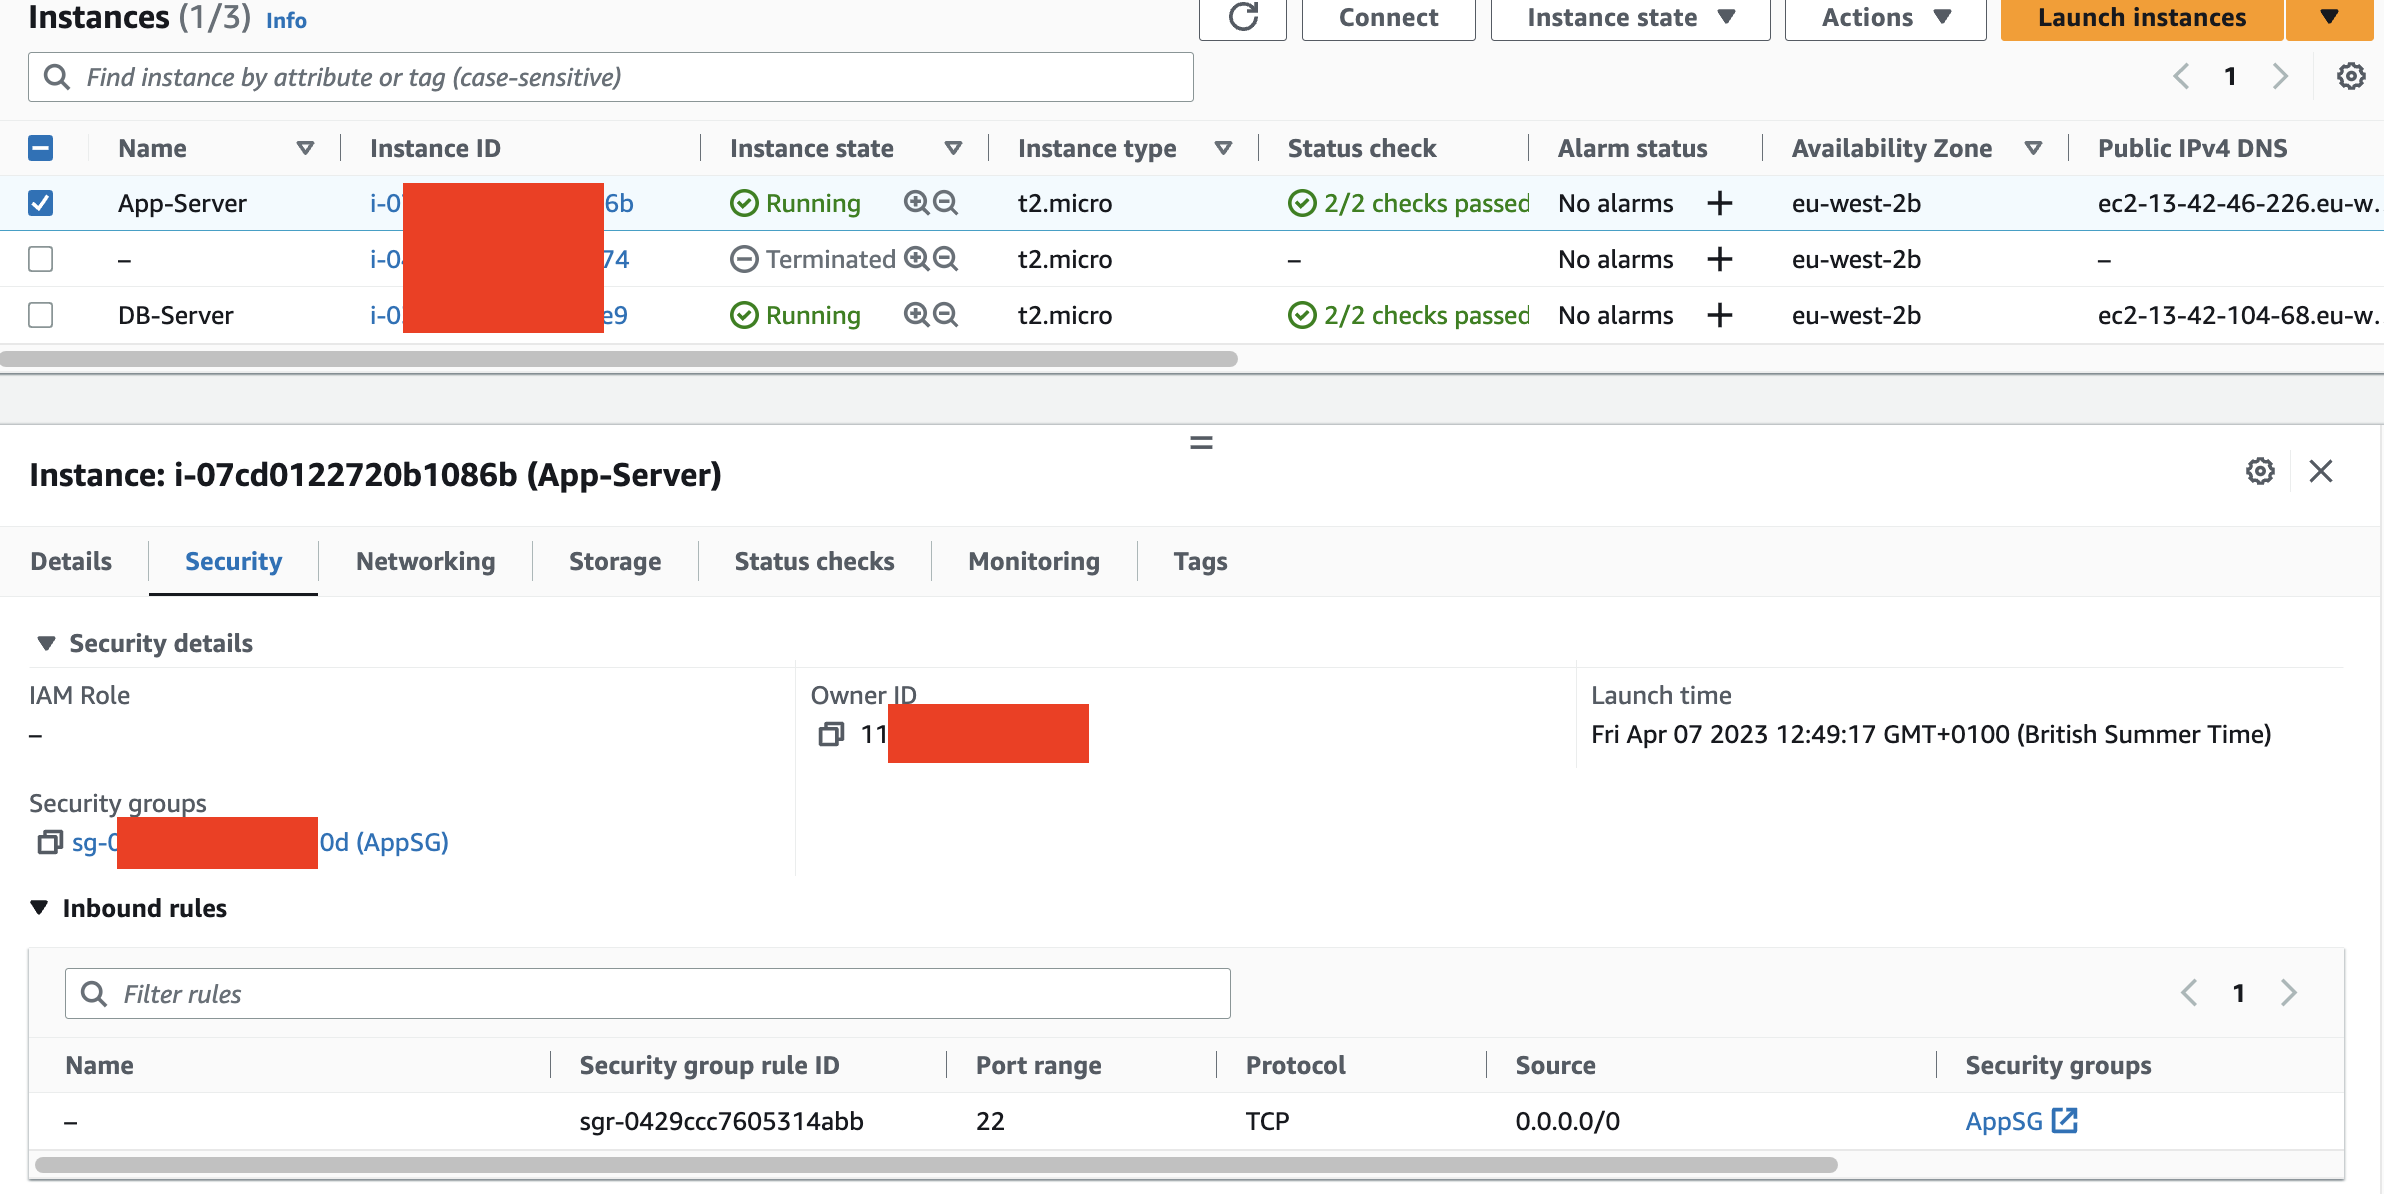 Instances (1/3) Info Connect Instance state Actions Launch instances
Find instance by attribute or tag (case-sensitive) 1
Name Instance ID Instance state Instance type Status check Alarm status Availability Zone Public IPv4 DNS
App-Server i-0 6b Running t2.micro 2/2 checks passed No alarms + eu-west-2b ec2-13-42-46-226.eu-w.
– i-0 74 Terminated t2.micro – No alarms + eu-west-2b –
DB-Server i-0 e9 Running t2.micro 2/2 checks passed No alarms + eu-west-2b ec2-13-42-104-68.eu-w.
Instance: i-07cd0122720b1086b (App-Server)
Details Security Networking Storage Status checks Monitoring Tags
Security details
IAM Role Owner ID Launch time
– 11 Fri Apr 07 2023 12:49:17 GMT+0100 (British Summer Time)
Security groups
sg-0 0d (AppSG)
Inbound rules
Filter rules 1
Name Security group rule ID Port range Protocol Source Security groups
– sgr-0429ccc7605314abb 22 TCP 0.0.0.0/0 AppSG